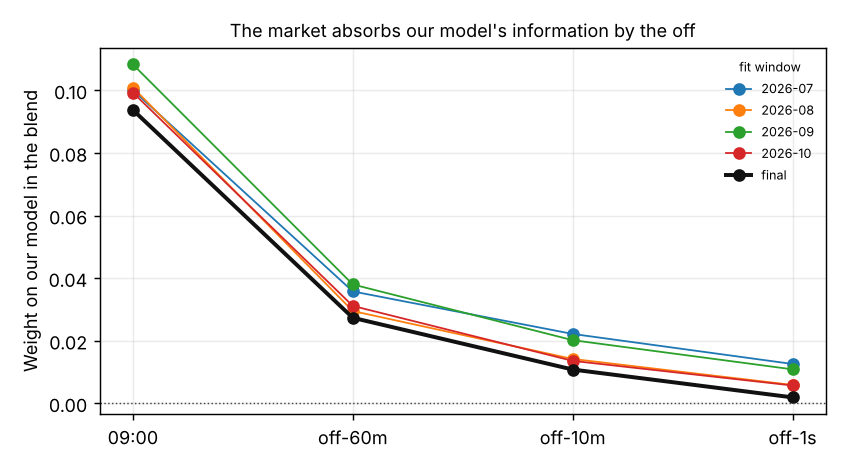 The market absorbs our model's information by the off
Weight on our model in the blend
0.10
0.08
0.06
0.04
0.02
0.00
09:00
off-60m
off-10m
off-1s
fit window
2026-07
2026-08
2026-09
2026-10
final